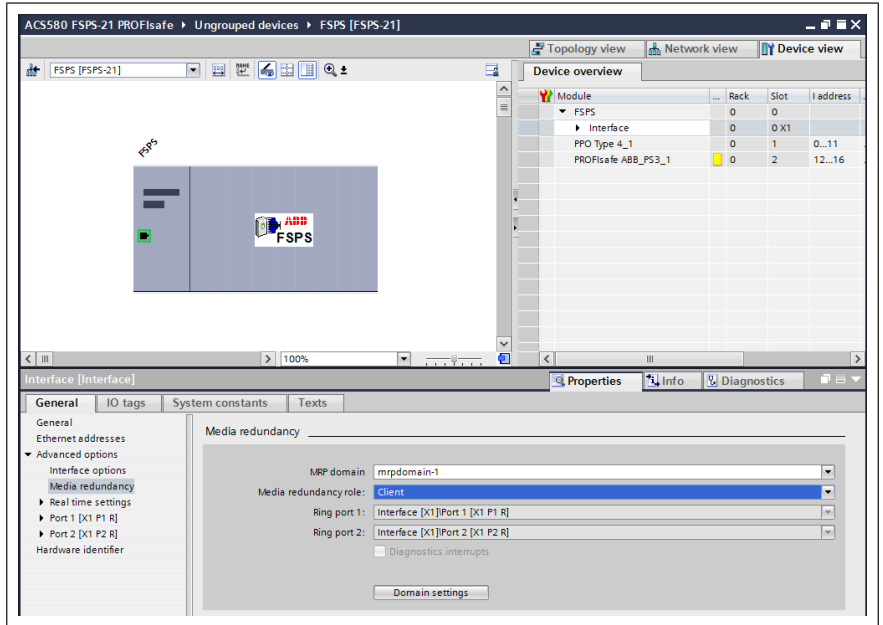 ACS580 FSPS-21 PROFIsafe ▸ Ungrouped devices ▸ FSPS [FSPS-21]
Topology view Network view Device view
FSPS [FSPS-21] 100%
Device overview
Module ... Rack Slot I address
FSPS 0 0
Interface 0 0 X1
PPO Type 4_1 0 1 0...11
PROFIsafe ABB_PS3_1 0 2 12...16
FSPS
ABB
FSPS
100%
Interface [Interface]
Properties Info Diagnostics
General IO tags System constants Texts
General
Ethernet addresses
Advanced options
Interface options
Media redundancy
Real time settings
Port 1 [X1 P1 R]
Port 2 [X1 P2 R]
Hardware identifier
Media redundancy
MRP domain mrpdomain-1
Media redundancy role: Client
Ring port 1: Interface [X1]\Port 1 [X1 P1 R]
Ring port 2: Interface [X1]\Port 2 [X1 P2 R]
Diagnostics interrupts
Domain settings